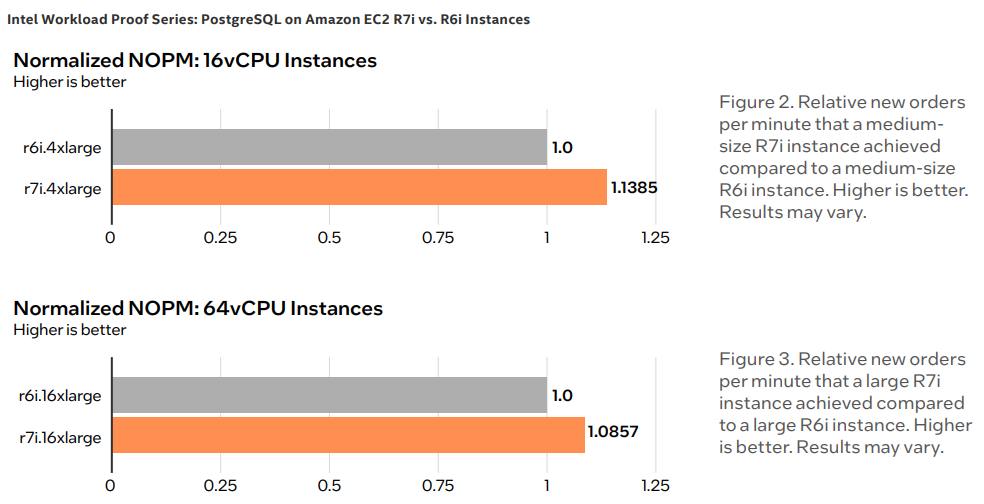 Intel Workload Proof Series: PostgreSQL on Amazon EC2 R7i vs. R6i Instances
Normalized NOPM: 16vCPU Instances
Higher is better
r6i.4xlarge
1.0
r7i.4xlarge
1.1385
0
0.25
0.5
0.75
1
1.25
Figure 2. Relative new orders
per minute that a medium-
size R7i instance achieved
compared to a medium-size
R6i instance. Higher is better.
Results may vary.
Normalized NOPM: 64vCPU Instances
Higher is better
r6i.16xlarge
1.0
r7i.16xlarge
1.0857
0
0.25
0.5
0.75
1
1.25
Figure 3. Relative new orders
per minute that a large R7i
instance achieved compared
to a large R6i instance. Higher
is better. Results may vary.